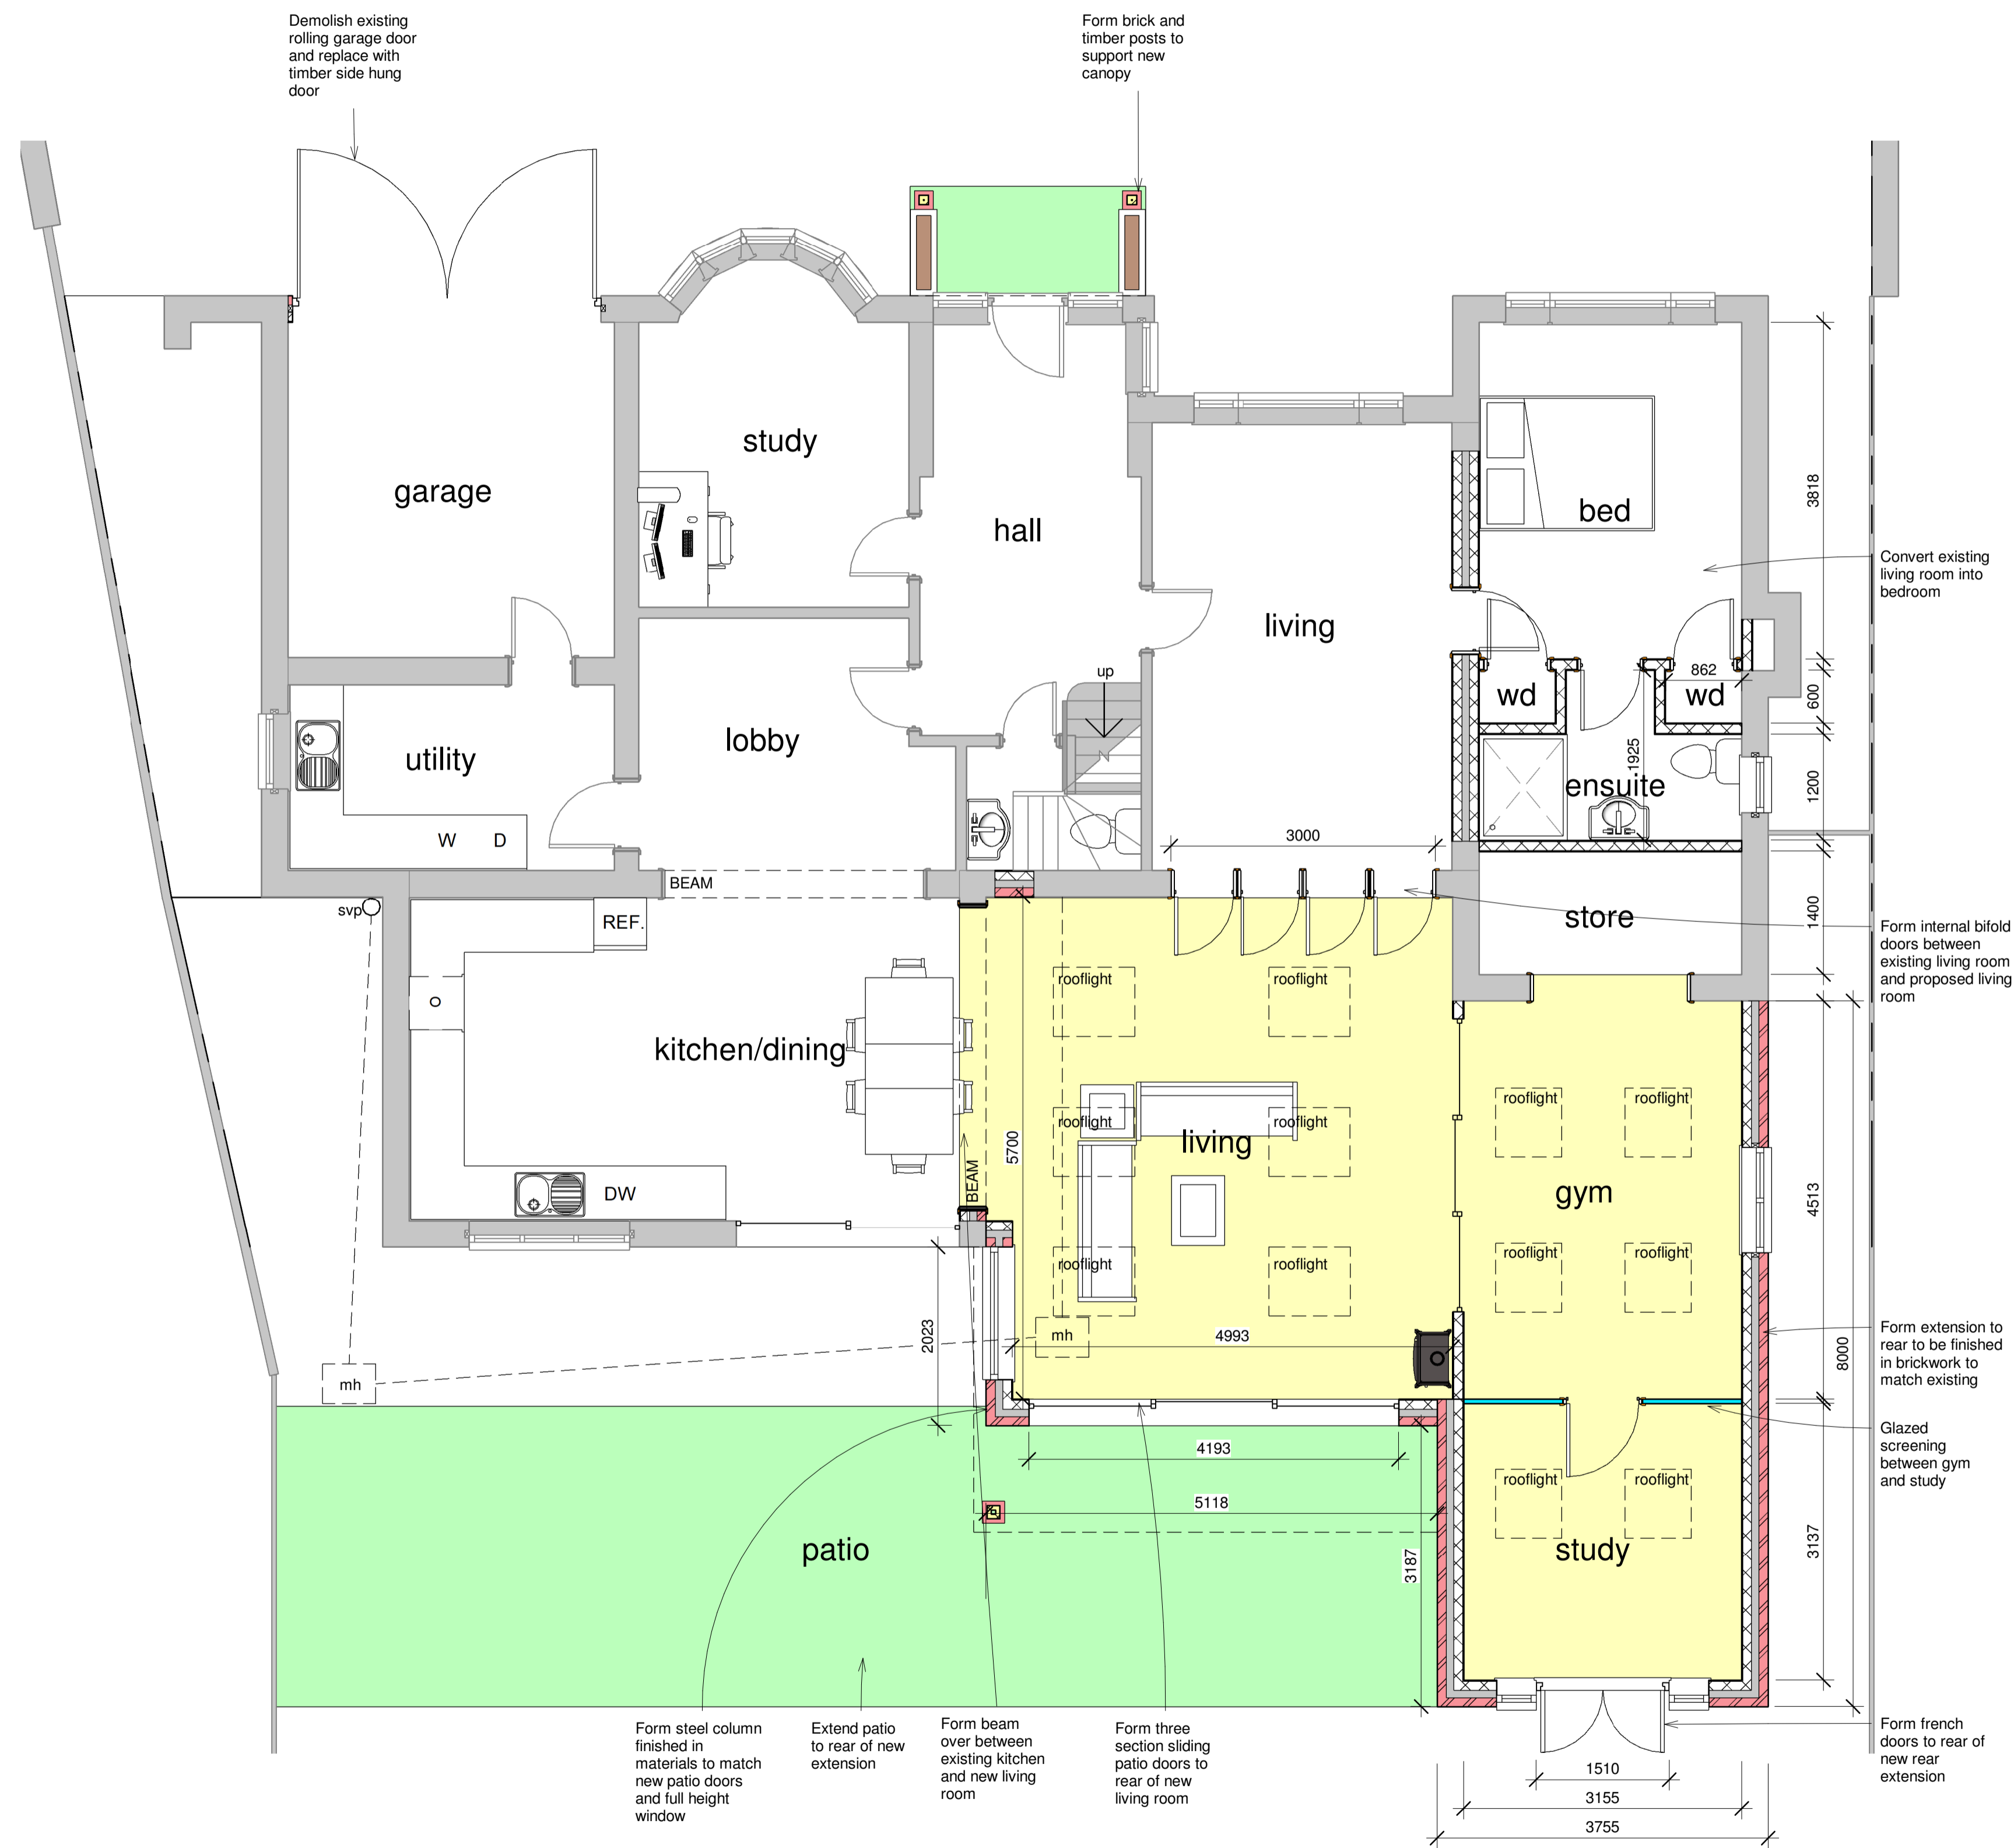 Demolish existing
rolling garage door
and replace with
timber side hung
door
Form brick and
timber posts to
support new
canopy
garage
study
hall
living
bed
3818
Convert existing
living room into
bedroom
up
wd
862
wd
600
utility
lobby
1925
ensuite
1200
W D
3000
BEAM
svp
REF.
store
1400
Form internal bifold
doors between
existing living room
and proposed living
room
O
rooflight
rooflight
kitchen/dining
rooflight
rooflight
rooflight
rooflight
living
5700
BEAM
DW
gym
4513
rooflight
rooflight
rooflight
rooflight
2023
mh
4993
mh
8000
Form extension to
rear to be finished
in brickwork to
match existing
Glazed
screening
between gym
and study
4193
rooflight
rooflight
5118
patio
3187
study
3137
Form steel column
finished in
materials to match
new patio doors
and full height
window
Extend patio
to rear of new
extension
Form beam
over between
existing kitchen
and new living
room
Form three
section sliding
patio doors to
rear of new
living room
Form french
doors to rear of
new rear
extension
1510
3155
3755